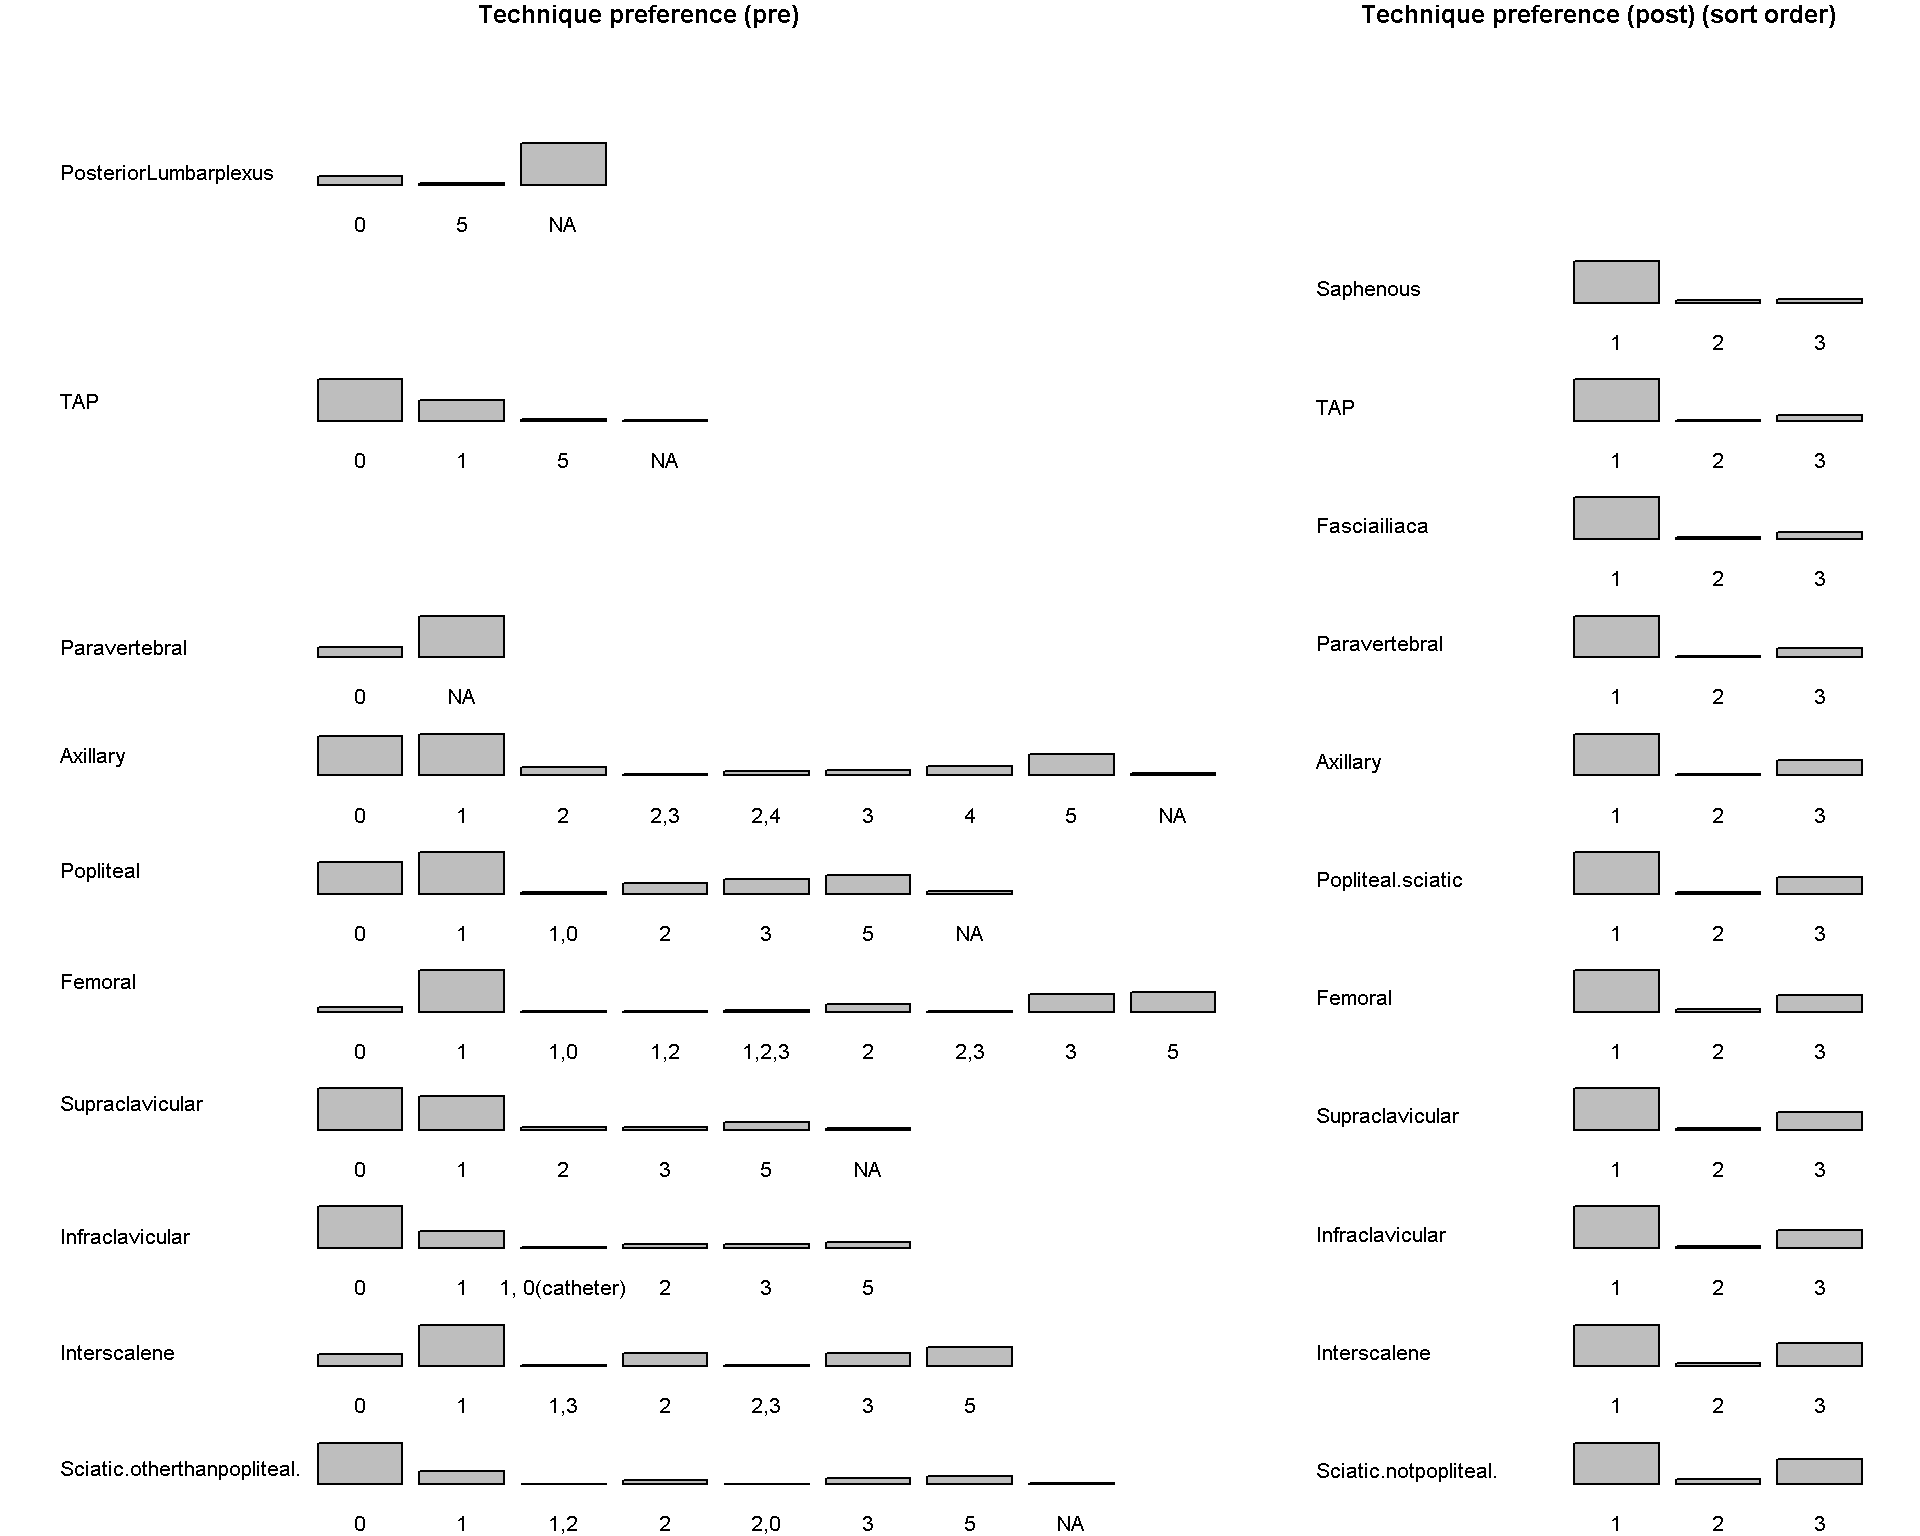 Technique preference (pre)
Technique preference (post) (sort order)
PosteriorLumbarplexus
0 5 NA
Saphenous
1 2 3
TAP
0 1 5 NA
TAP
1 2 3
Fasciailiaca
1 2 3
Paravertebral
0 NA
Paravertebral
1 2 3
Axillary
0 1 2 2,3 2,4 3 4 5 NA
Axillary
1 2 3
Popliteal
0 1 1,0 2 3 5 NA
Popliteal.sciatic
1 2 3
Femoral
0 1 1,0 1,2 1,2,3 2 2,3 3 5
Femoral
1 2 3
Supraclavicular
0 1 2 3 5 NA
Supraclavicular
1 2 3
Infraclavicular
0 1 1, 0(catheter) 2 3 5
Infraclavicular
1 2 3
Interscalene
0 1 1,3 2 2,3 3 5
Interscalene
1 2 3
Sciatic.otherthanpopliteal.
0 1 1,2 2 2,0 3 5 NA
Sciatic.notpopliteal.
1 2 3